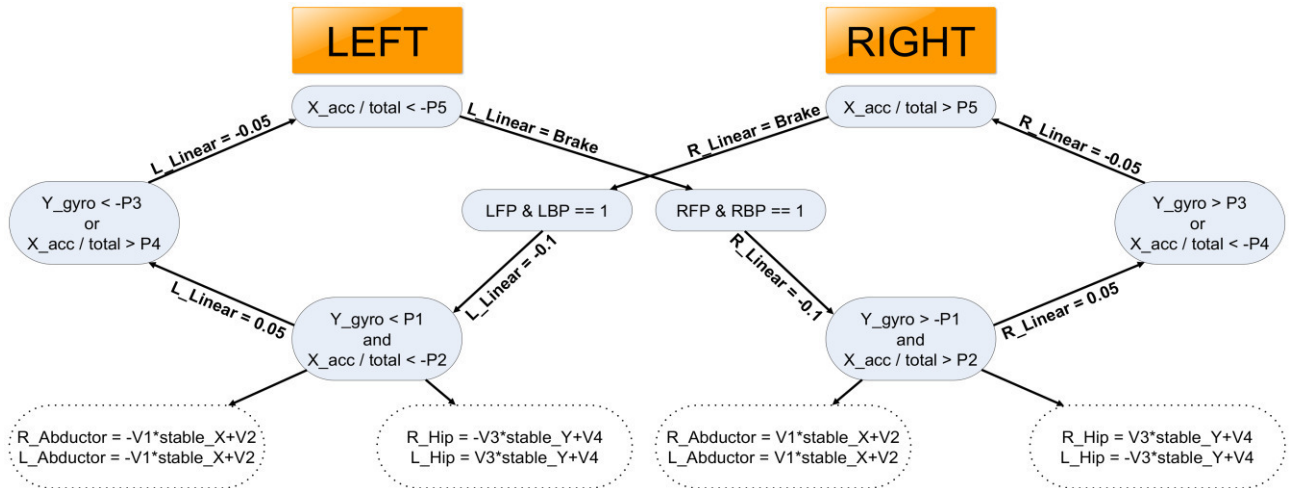 LEFT
RIGHT
X_acc / total < -P5
X_acc / total > P5
L_Linear = -0.05
L_Linear = Brake
R_Linear = Brake
R_Linear = -0.05
Y_gyro < -P3
or
X_acc / total > P4
LFP & LBP == 1
RFP & RBP == 1
Y_gyro > P3
or
X_acc / total < -P4
L_Linear = 0.05
L_Linear = -0.1
R_Linear = -0.1
R_Linear = 0.05
Y_gyro < P1
and
X_acc / total < -P2
Y_gyro > -P1
and
X_acc / total > P2
R_Abductor = -V1*stable_X+V2
L_Abductor = -V1*stable_X+V2
R_Hip = -V3*stable_Y+V4
L_Hip = V3*stable_Y+V4
R_Abductor = V1*stable_X+V2
L_Abductor = V1*stable_X+V2
R_Hip = V3*stable_Y+V4
L_Hip = -V3*stable_Y+V4